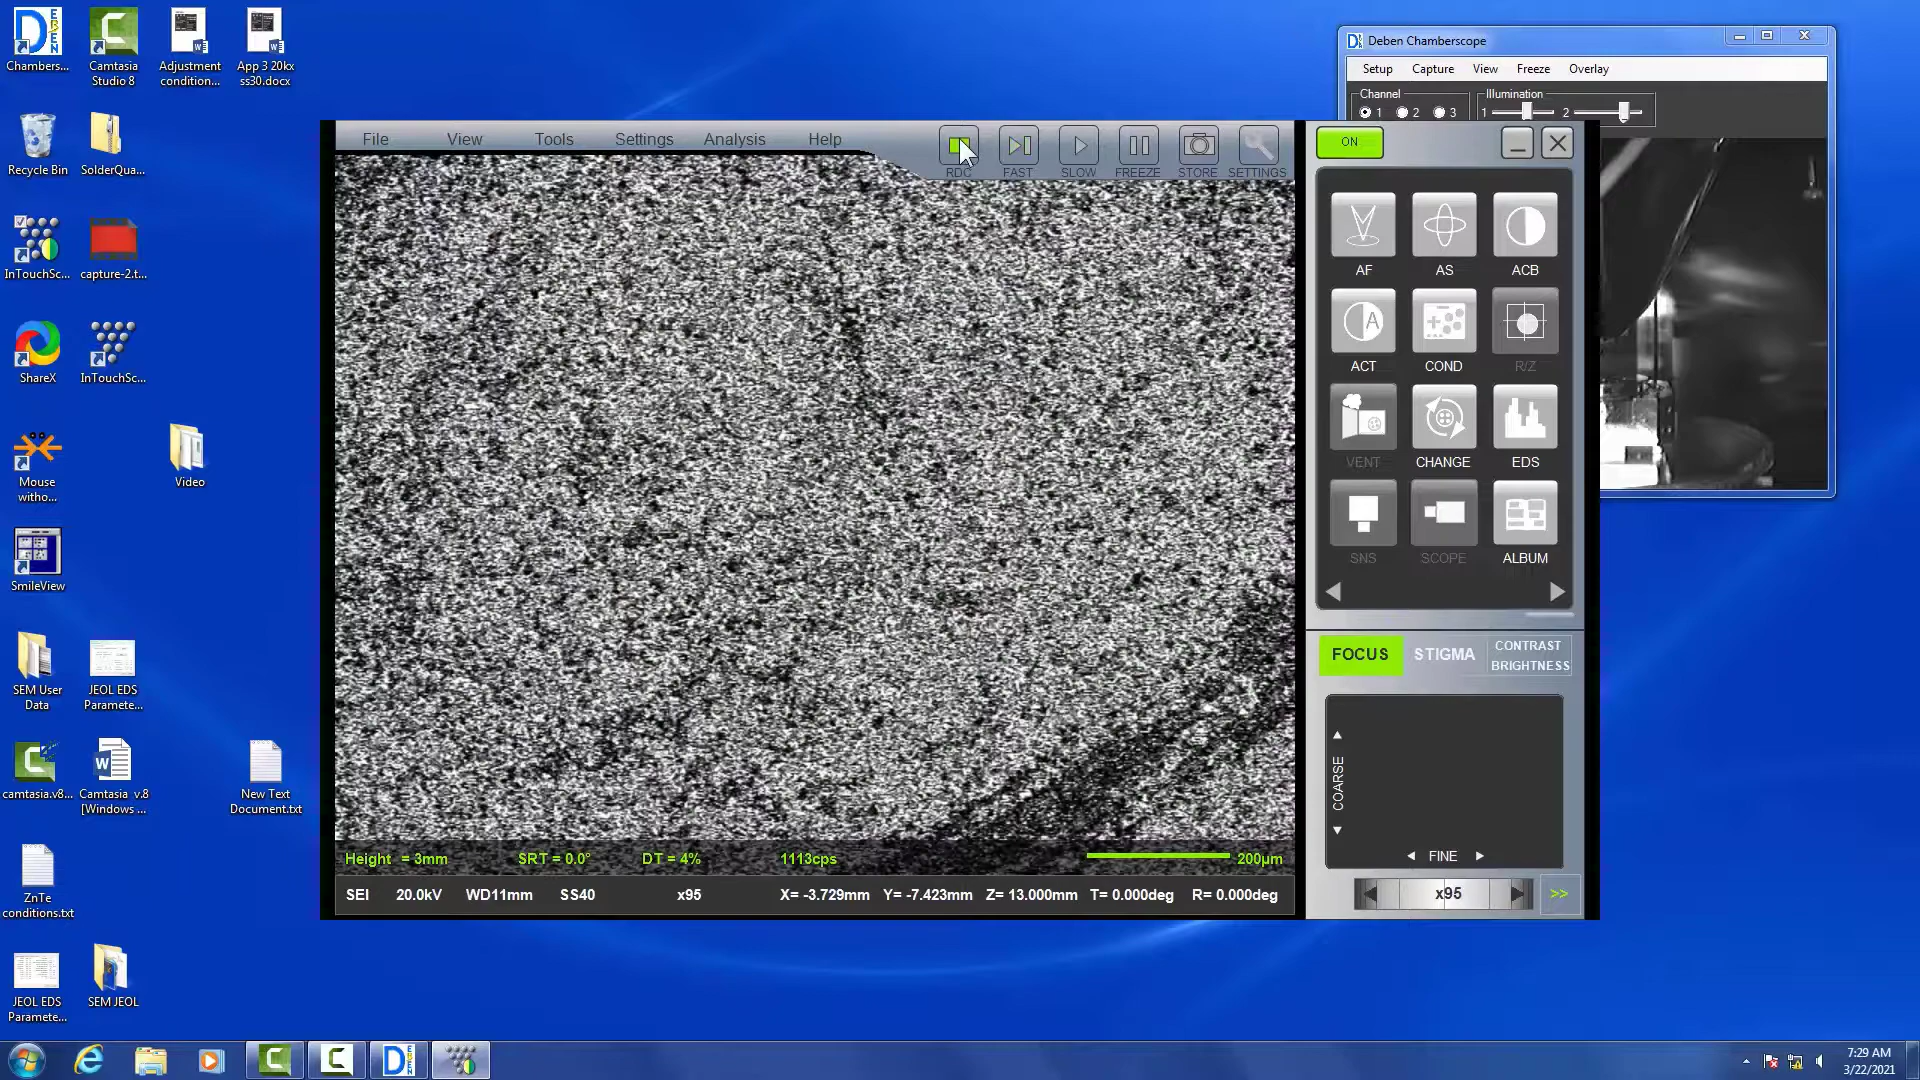 Chambers...
Camtasia
Studio 8
Adjustment
condition...
App 3 20kx
ss30.docx
Recycle Bin
SolderQua...
InTouchSc...
capture-2.t...
ShareX
InTouchSc...
Mouse
witho...
Video
SmileView
SEM User
Data
JEOL EDS
Paramete...
camtasia.v8...
Camtasia v.8
[Windows ...
New Text
Document.txt
ZnTe
conditions.txt
JEOL EDS
Paramete...
SEM JEOL
Deben Chamberscope
Setup Capture View Freeze Overlay
Channel
1 2 3
Illumination
1 2
File View Tools Settings Analysis Help
RDC FAST SLOW FREEZE STORE SETTINGS
ON
AF AS ACB
ACT COND R/Z
VENT CHANGE EDS
SNS SCOPE ALBUM
FOCUS STIGMA CONTRAST
BRIGHTNESS
COARSE
FINE
x95 >>
Height = 3mm SRT = 0.0° DT = 4% 1113cps 200μm
SEI 20.0kV WD11mm SS40 x95 X= -3.729mm Y= -7.423mm Z= 13.000mm T= 0.000deg R= 0.000deg
7:29 AM
3/22/2021